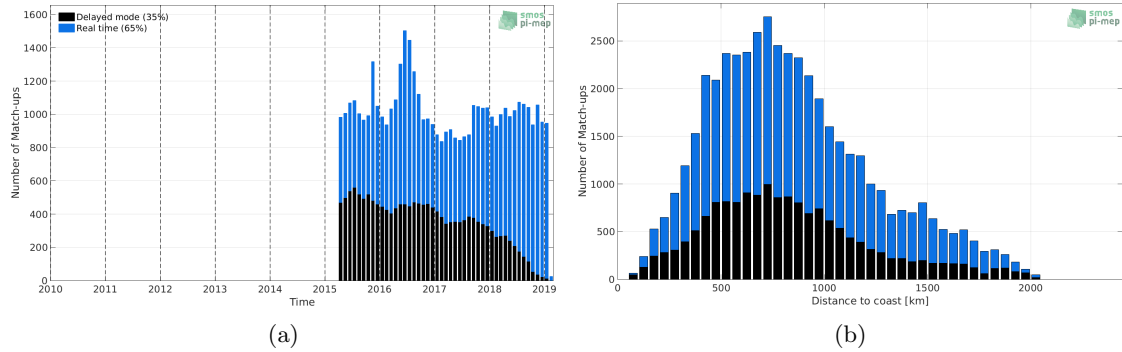 Delayed mode (35%)
Real time (65%)
smos
pi-mep
Number of Match-ups
1600
1400
1200
1000
800
600
400
200
0
2010 2011 2012 2013 2014 2015 2016 2017 2018 2019
Time
(a)
smos
pi-mep
Number of Match-ups
2500
2000
1500
1000
500
0
0 500 1000 1500 2000
Distance to coast [km]
(b)